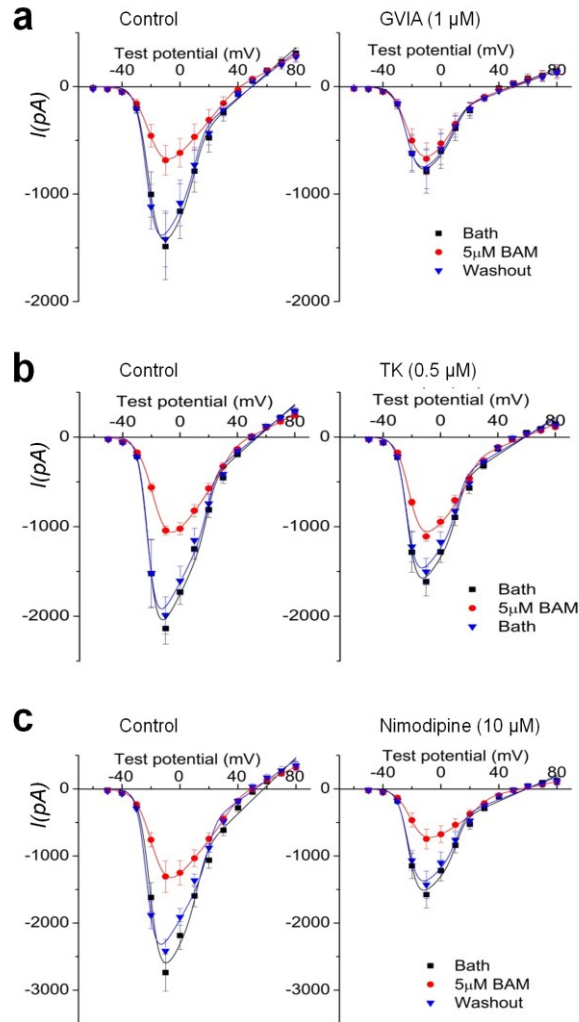 a
Control
GVIA (1 µM)
Test potential (mV)
Test potential (mV)
-40 0 40 80
-40 0 40 80
0
-1000
-2000
I(pA)
0
-1000
-2000
Bath
5µM BAM
Washout
b
Control
TK (0.5 µM)
Test potential (mV)
Test potential (mV)
-40 0 40 80
-40 0 40 80
0
-1000
-2000
I(pA)
0
-1000
-2000
Bath
5µM BAM
Bath
c
Control
Nimodipine (10 µM)
Test potential (mV)
Test potential (mV)
-40 0 40 80
-40 0 40 80
0
-1000
-2000
-3000
I(pA)
0
-1000
-2000
-3000
Bath
5µM BAM
Washout